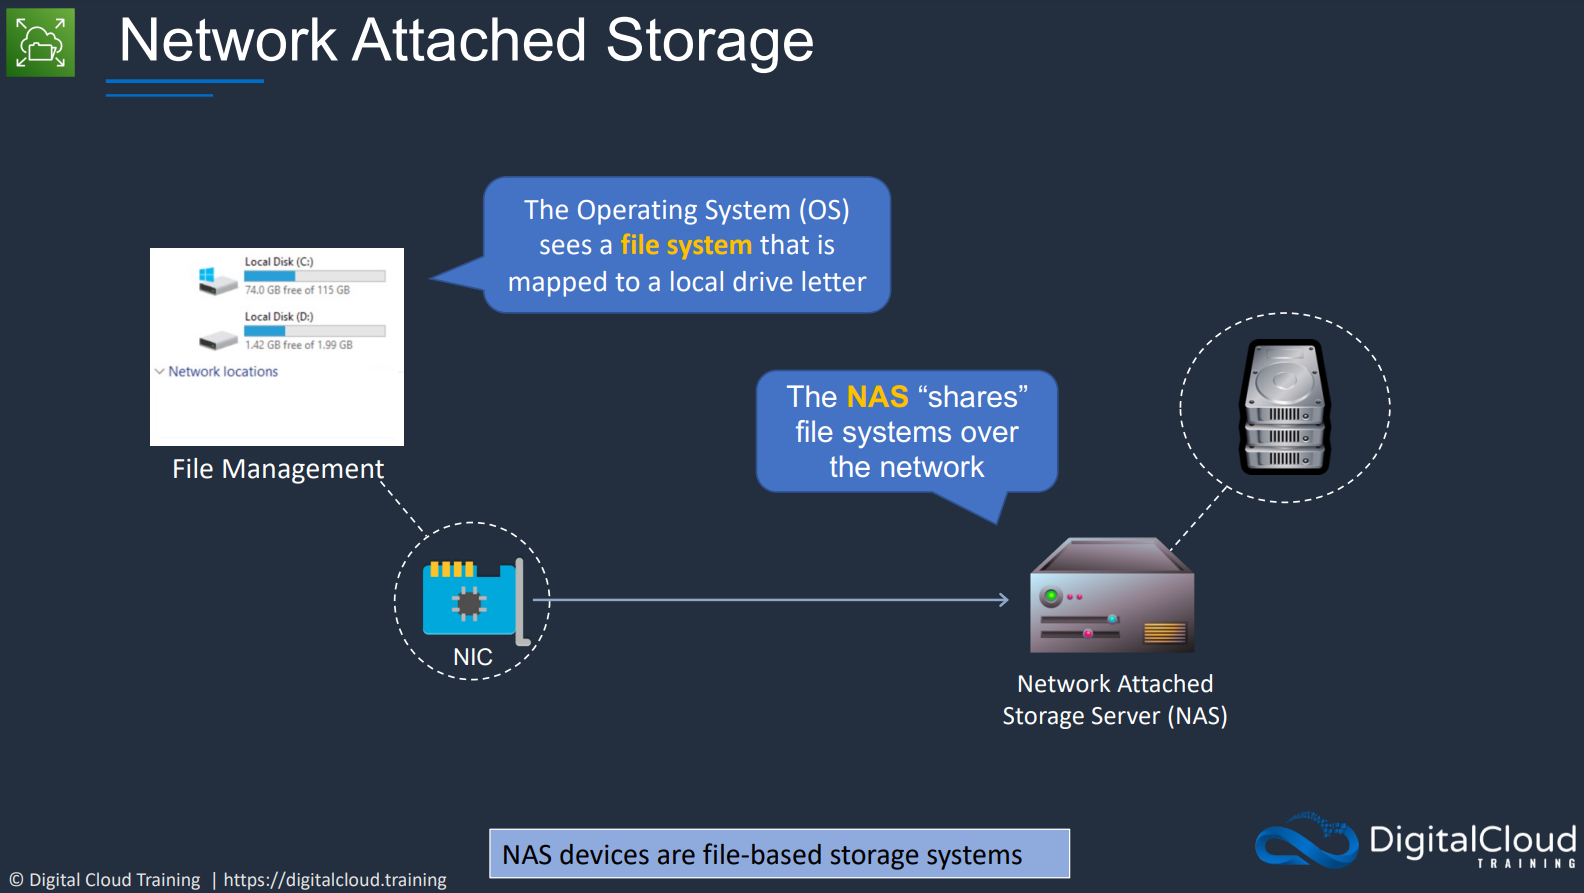 Network Attached Storage
The Operating System (OS)
sees a file system that is
mapped to a local drive letter
Local Disk (C:)
74.0 GB free of 115 GB
Local Disk (D:)
1.42 GB free of 1.99 GB
Network locations
File Management
The NAS “shares”
file systems over
the network
NIC
Network Attached
Storage Server (NAS)
NAS devices are file-based storage systems
DigitalCloud
TRAINING
© Digital Cloud Training | https://digitalcloud.training